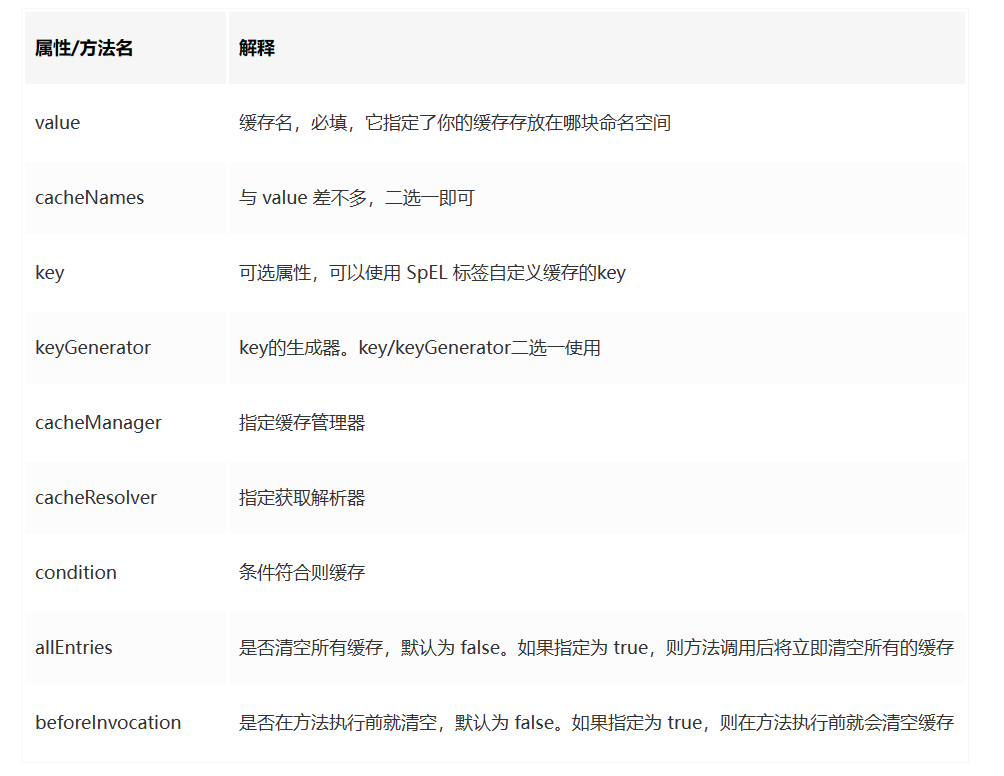 属性/方法名 解释
value 缓存名，必填，它指定了你的缓存存放在哪块命名空间
cacheNames 与 value 差不多，二选一即可
key 可选属性，可以使用 SpEL 标签自定义缓存的key
keyGenerator key的生成器。key/keyGenerator二选一使用
cacheManager 指定缓存管理器
cacheResolver 指定获取解析器
condition 条件符合则缓存
allEntries 是否清空所有缓存，默认为 false。如果指定为 true，则方法调用后将立即清空所有的缓存
beforeInvocation 是否在方法执行前就清空，默认为 false。如果指定为 true，则在方法执行前就会清空缓存